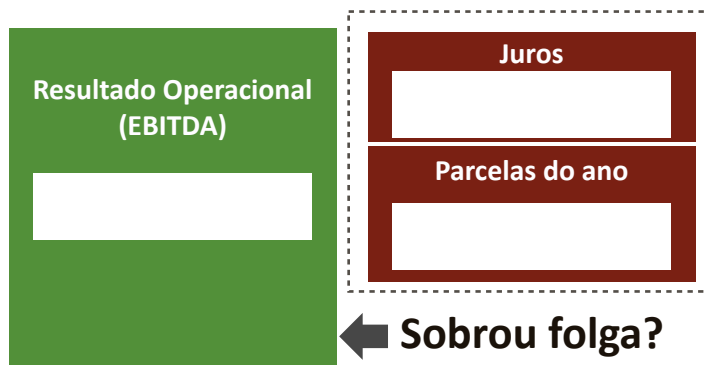 Resultado Operacional
(EBITDA)
Juros
Parcelas do ano
Sobrou folga?